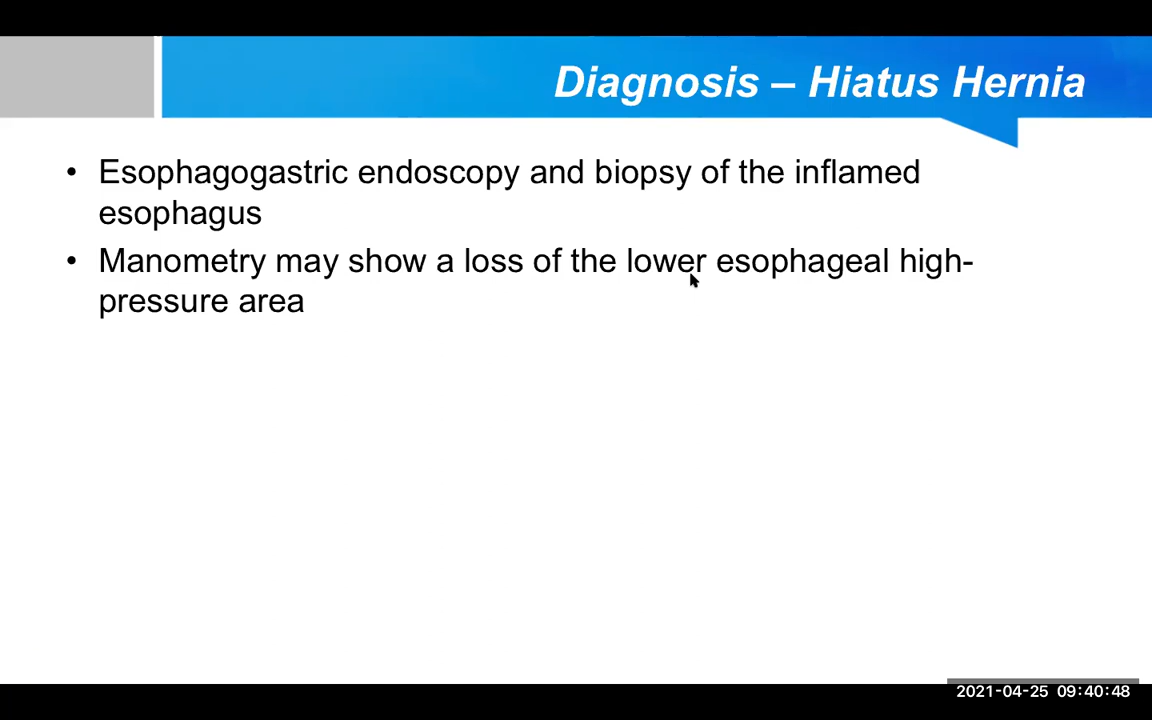 Diagnosis – Hiatus Hernia
• Esophagogastric endoscopy and biopsy of the inflamed
esophagus
• Manometry may show a loss of the lower esophageal high-
pressure area
2021-04-25 09:40:48